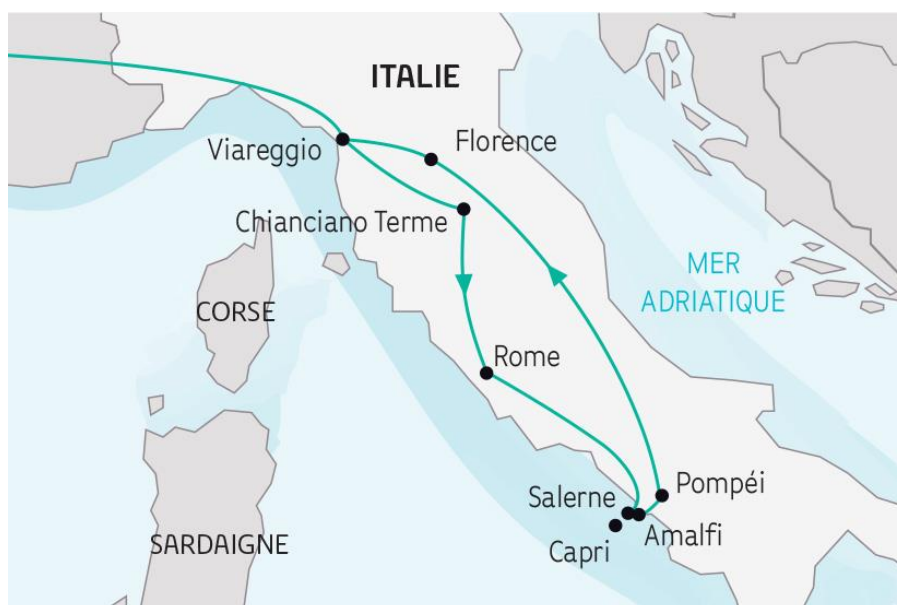 ITALIE
Viareggio
Florence
Chianciano Terme
MER
ADRIATIQUE
CORSE
Rome
Pompéi
Salerne
Amalfi
Capri
SARDAIGNE